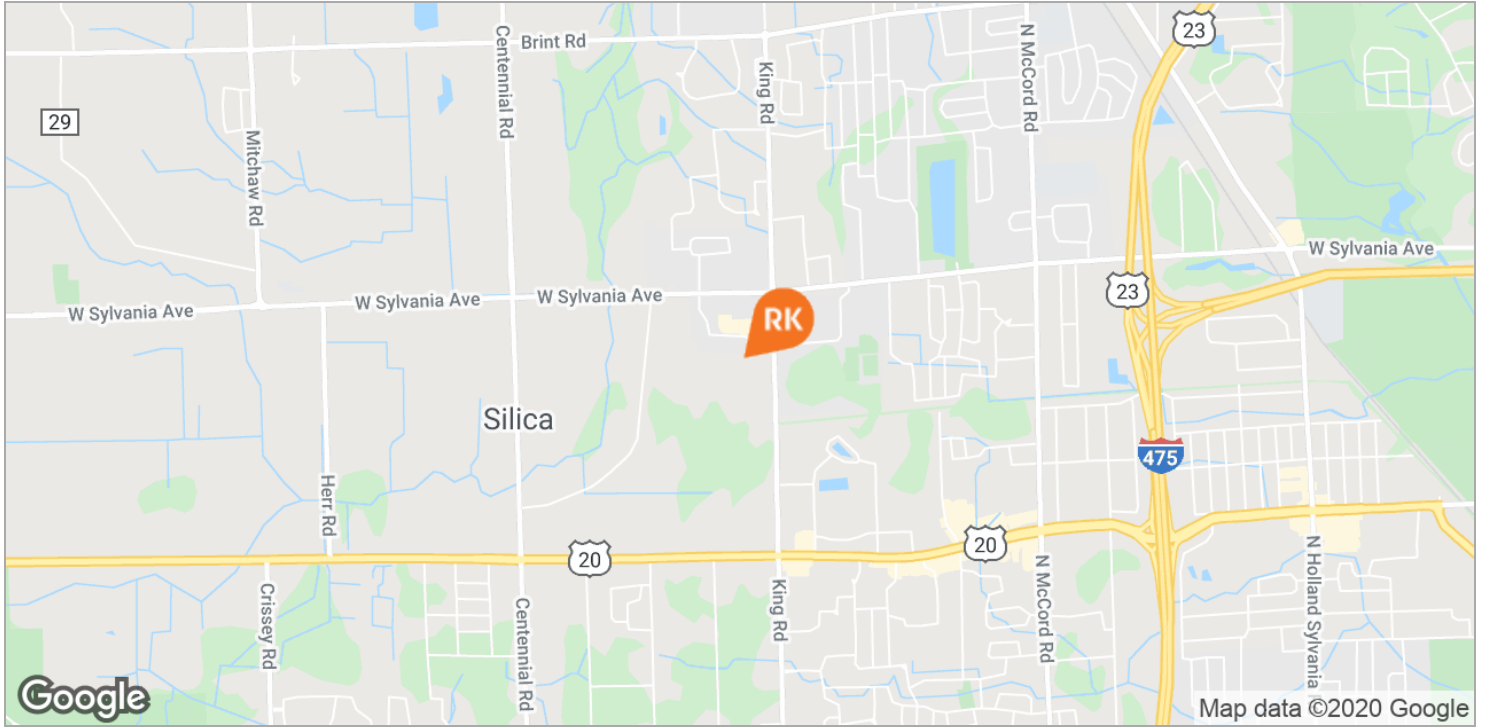 23
Brint Rd
Centennial Rd
King Rd
N McCord Rd
29
Mitchaw Rd
W Sylvania Ave
W Sylvania Ave
W Sylvania Ave
W Sylvania Ave
23
RK
Silica
475
Herr Rd
20
20
Crissey Rd
Centennial Rd
King Rd
N McCord Rd
N Holland Sylvania
Google
Map data ©2020 Google